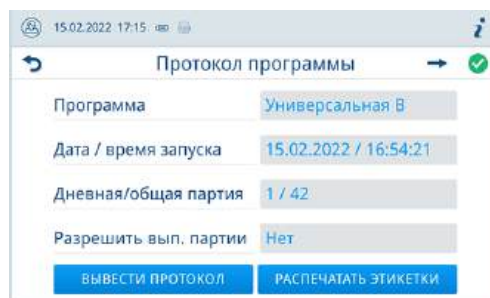 15.02.2022 17:15
Протокол программы
Программа Универсальная В
Дата / время запуска 15.02.2022 / 16:54:21
Дневная/общая партия 1 / 42
Разрешить вып. партии Нет
ВЫВЕСТИ ПРОТОКОЛ РАСПЕЧАТАТЬ ЭТИКЕТКИ